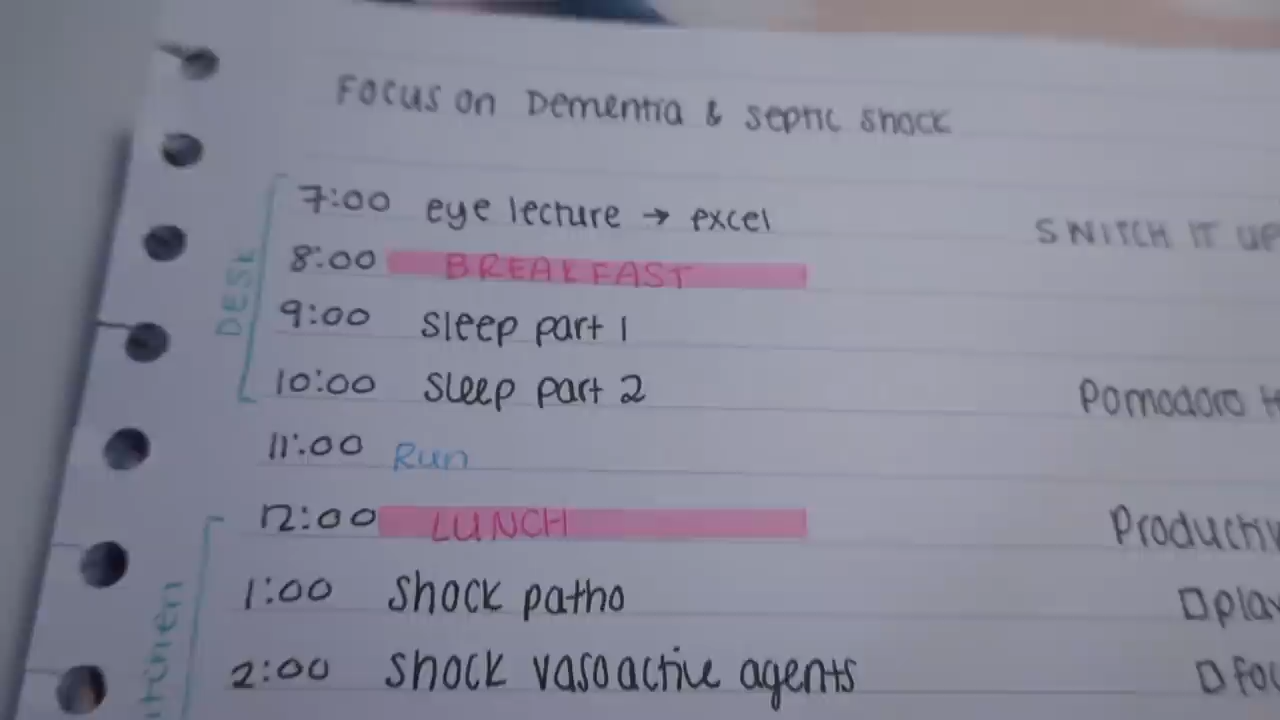 Focus on Dementia & septic shock
7:00 eye lecture → excel
SWITCH IT UP
8:00 BREAKFAST
DESK
9:00 sleep part 1
10:00 sleep part 2
Pomodoro
11:00 Run
12:00 LUNCH
1:00 shock patho
2:00 shock vasoactive agents